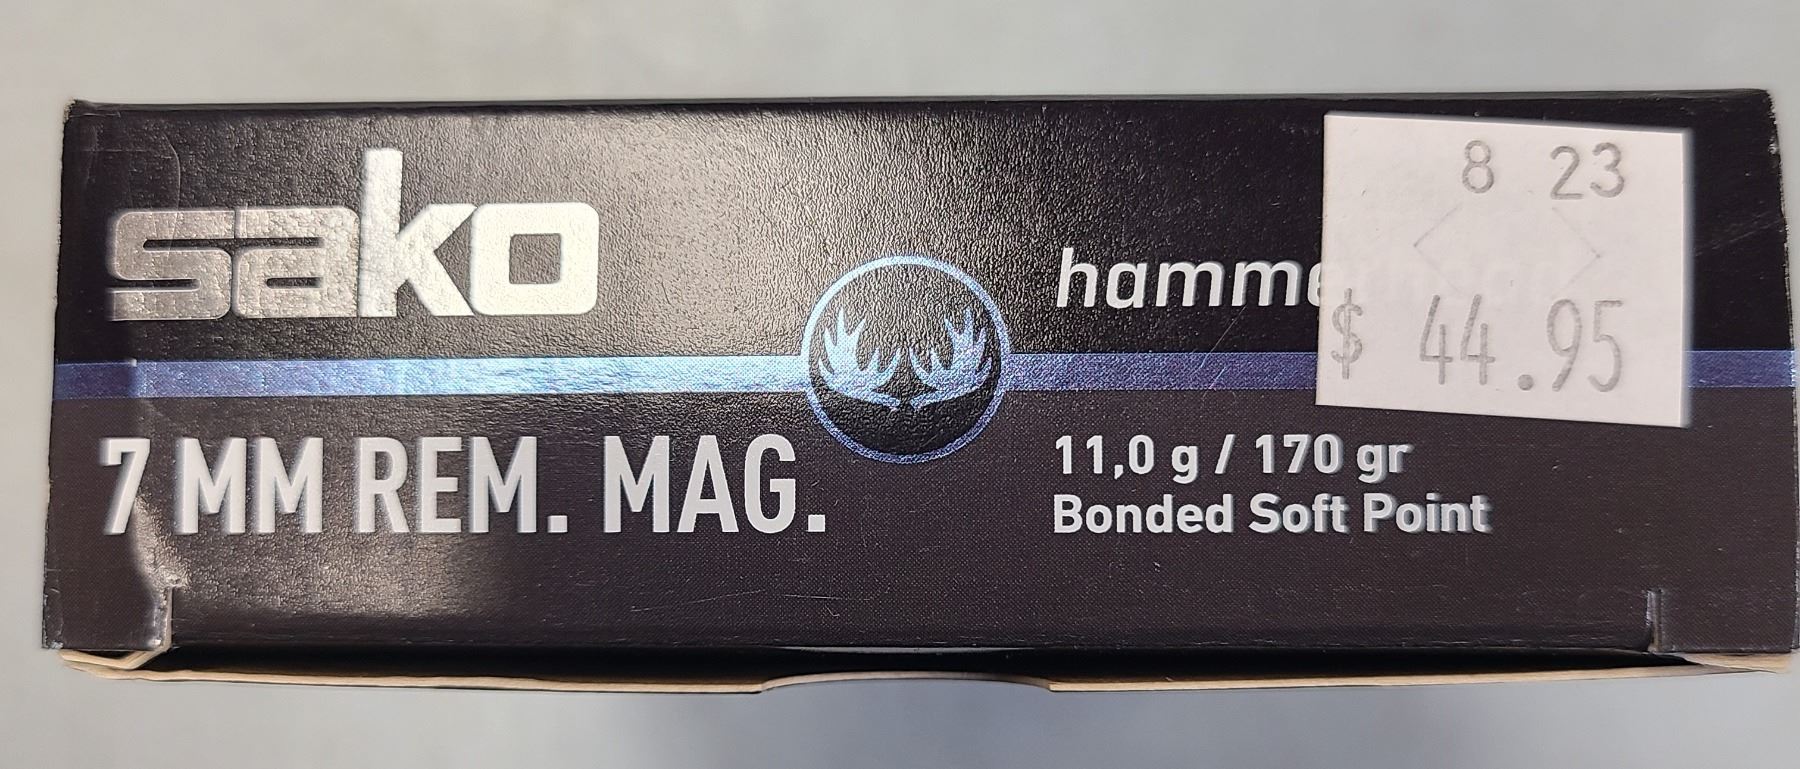 sako
8 23
hamme
$ 44.95
7 MM REM. MAG.
11,0 g / 170 gr
Bonded Soft Point